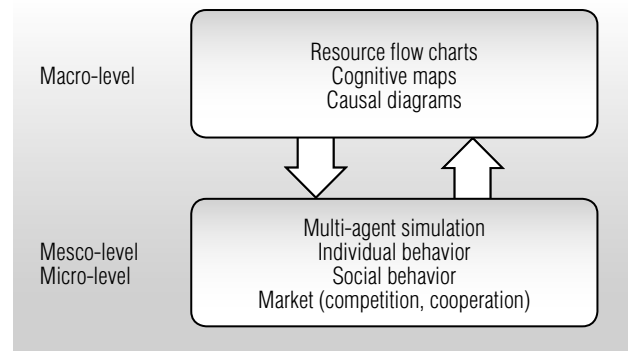 Macro-level
Resource flow charts
Cognitive maps
Causal diagrams
Mesco-level
Micro-level
Multi-agent simulation
Individual behavior
Social behavior
Market (competition, cooperation)